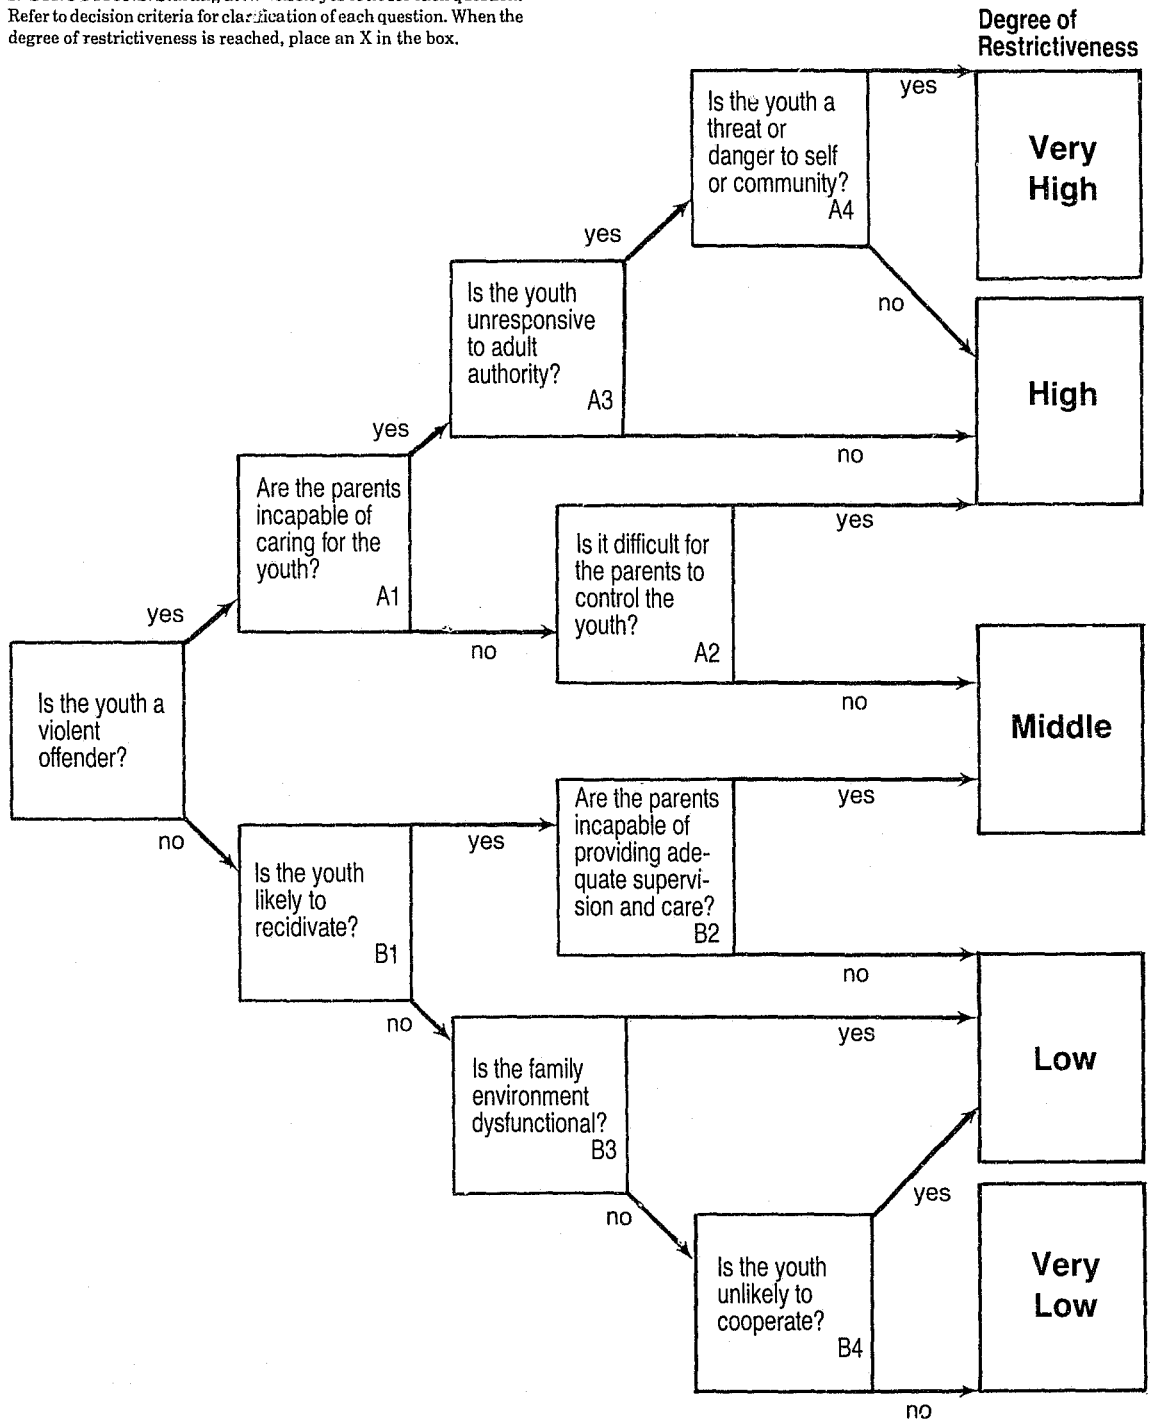 Refer to decision criteria for clarification of each question. When the
degree of restrictiveness is reached, place an X in the box.
Degree of
Restrictiveness
Is the youth a
threat or
danger to self
or community?
A4
yes
no
Very
High
yes
Is the youth
unresponsive
to adult
authority?
A3
no
High
yes
Are the parents
incapable of
caring for the
youth?
A1
no
Is it difficult for
the parents to
control the
youth?
A2
yes
no
yes
Is the youth a
violent
offender?
no
Middle
Is the youth
likely to
recidivate?
B1
yes
no
Are the parents
incapable of
providing ade-
quate supervi-
sion and care?
B2
yes
no
Is the family
environment
dysfunctional?
B3
yes
no
Low
Is the youth
unlikely to
cooperate?
B4
yes
no
Very
Low